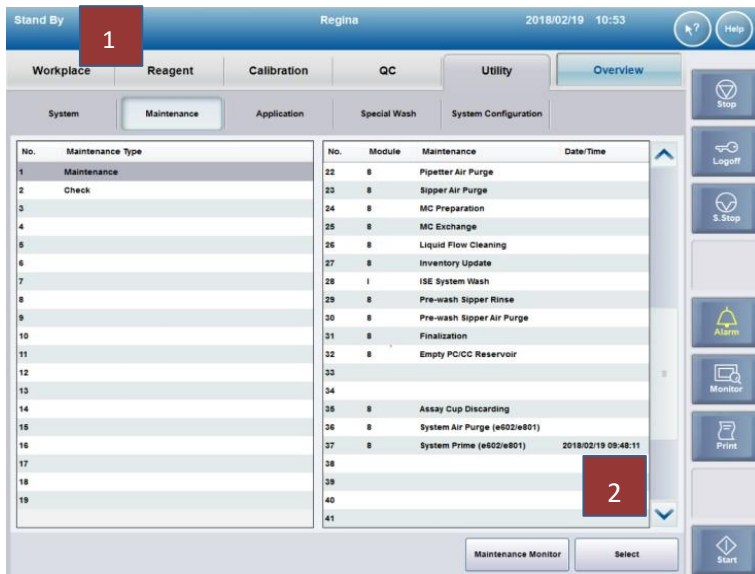 Stand By Regina 2018/02/19 10:53
? Help
1
Workplace Reagent Calibration QC Utility Overview
System Maintenance Application Special Wash System Configuration
Stop
Logoff
S.Stop
Alarm
Monitor
Print
Start
No. Maintenance Type
1 Maintenance
2 Check
3
4
5
6
7
8
9
10
11
12
13
14
15
16
17
18
19
No. Module Maintenance Date/Time
22 8 Pipetter Air Purge
23 8 Sipper Air Purge
24 8 MC Preparation
25 8 MC Exchange
26 8 Liquid Flow Cleaning
27 8 Inventory Update
28 I ISE System Wash
29 8 Pre-wash Sipper Rinse
30 8 Pre-wash Sipper Air Purge
31 8 Finalization
32 8 Empty PC/CC Reservoir
33
34
35 8 Assay Cup Discarding
36 8 System Air Purge (e602/e801)
37 8 System Prime (e602/e801) 2018/02/19 09:48:11
38
39
40
41
2
Maintenance Monitor Select